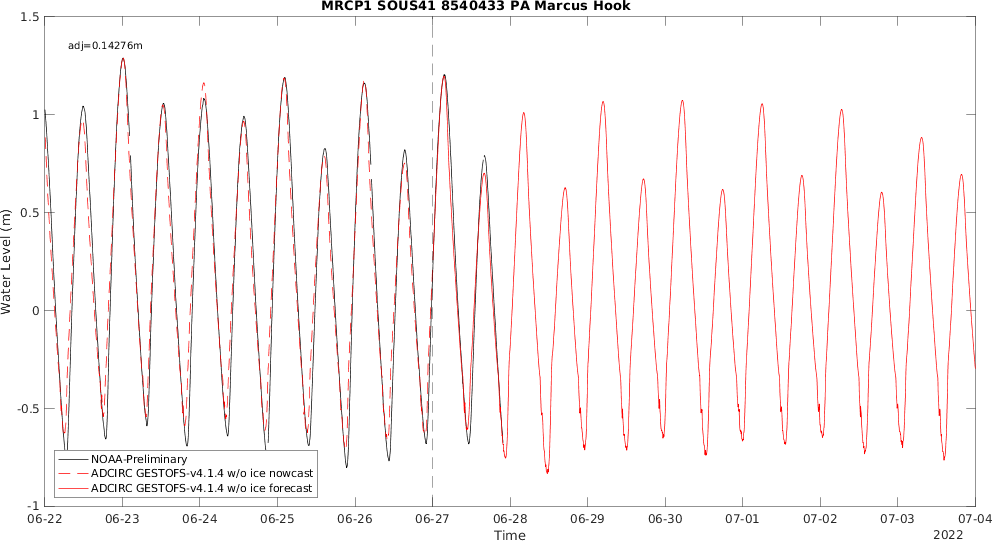 MRCP1 SOUS41 8540433 PA Marcus Hook
adj=0.14276m
1.5
1
0.5
0
-0.5
-1
Water Level (m)
NOAA-Preliminary
ADCIRC GESTOFS-v4.1.4 w/o ice nowcast
ADCIRC GESTOFS-v4.1.4 w/o ice forecast
06-22 06-23 06-24 06-25 06-26 06-27 06-28 06-29 06-30 07-01 07-02 07-03 07-04
Time
2022